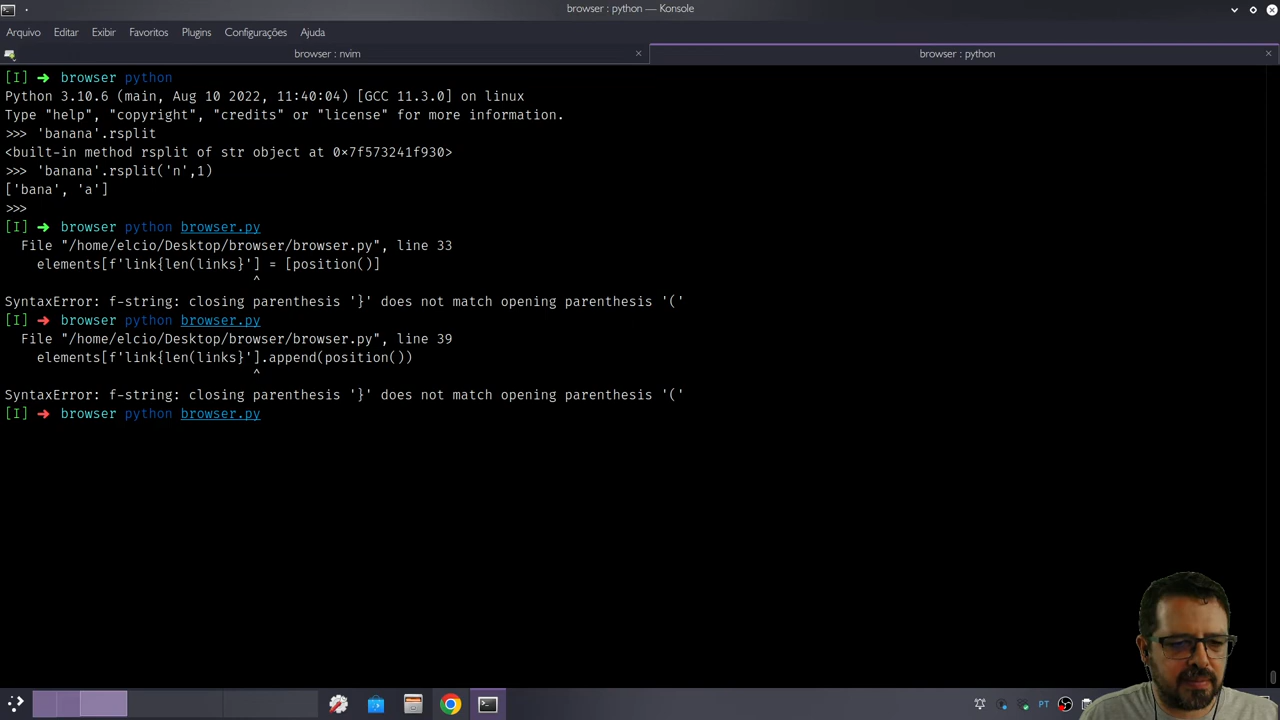 browser : python — Konsole
Arquivo Editar Exibir Favoritos Plugins Configurações Ajuda
browser : nvim
browser : python
[I] ➜ browser python
Python 3.10.6 (main, Aug 10 2022, 11:40:04) [GCC 11.3.0] on linux
Type "help", "copyright", "credits" or "license" for more information.
>>> 'banana'.rsplit
<built-in method rsplit of str object at 0x7f573241f930>
>>> 'banana'.rsplit('n',1)
['bana', 'a']
>>>
[I] ➜ browser python browser.py
File "/home/elcio/Desktop/browser/browser.py", line 33
elements[f'link{len(links}'] = [position()]
^
SyntaxError: f-string: closing parenthesis '}' does not match opening parenthesis '('
[I] ➜ browser python browser.py
File "/home/elcio/Desktop/browser/browser.py", line 39
elements[f'link{len(links}'].append(position())
^
SyntaxError: f-string: closing parenthesis '}' does not match opening parenthesis '('
[I] ➜ browser python browser.py
PT